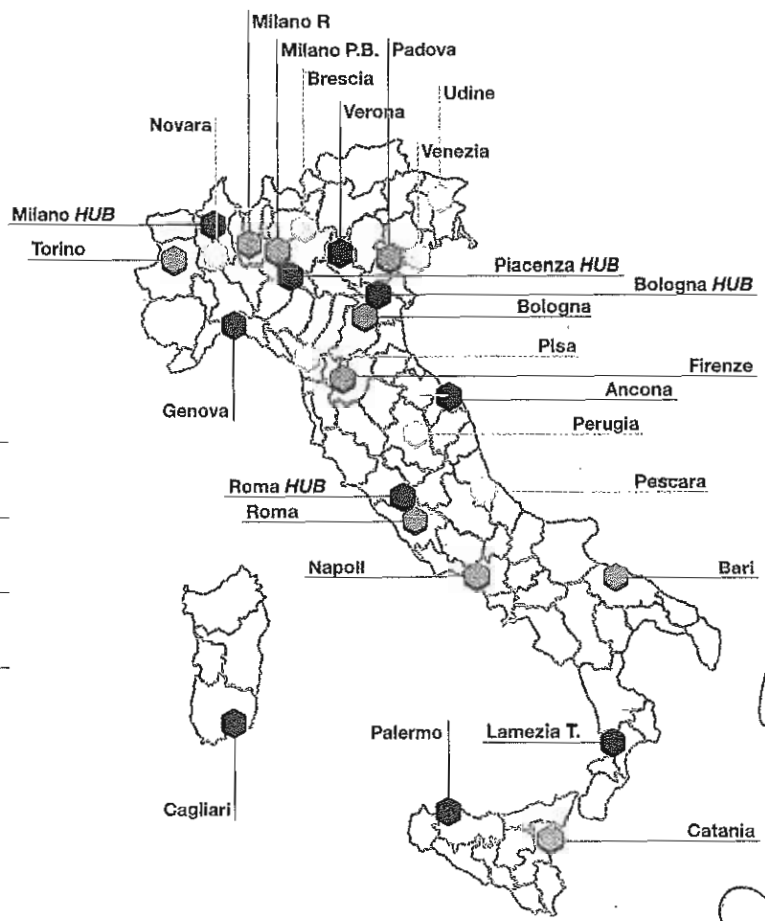 Milano R
Milano P.B.
Padova
Brescia
Udine
Verona
Novara
Venezia
Milano HUB
Torino
Piacenza HUB
Bologna HUB
Bologna
Pisa
Firenze
Genova
Ancona
Perugia
Roma HUB
Pescara
Roma
Napoli
Bari
Palermo
Lamezia T.
Cagliari
Catania